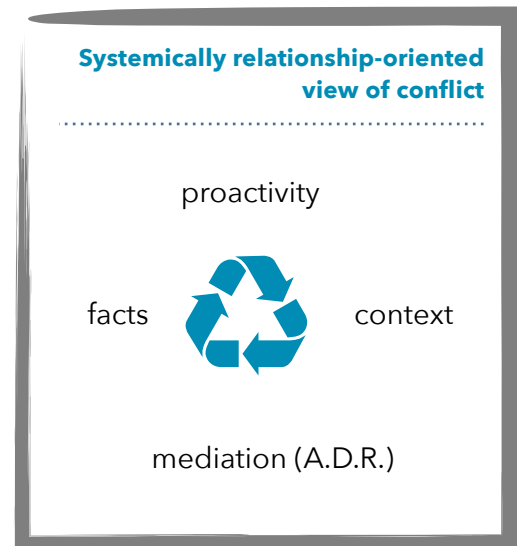 Systemically relationship-oriented
view of conflict
proactivity
facts
context
mediation (A.D.R.)